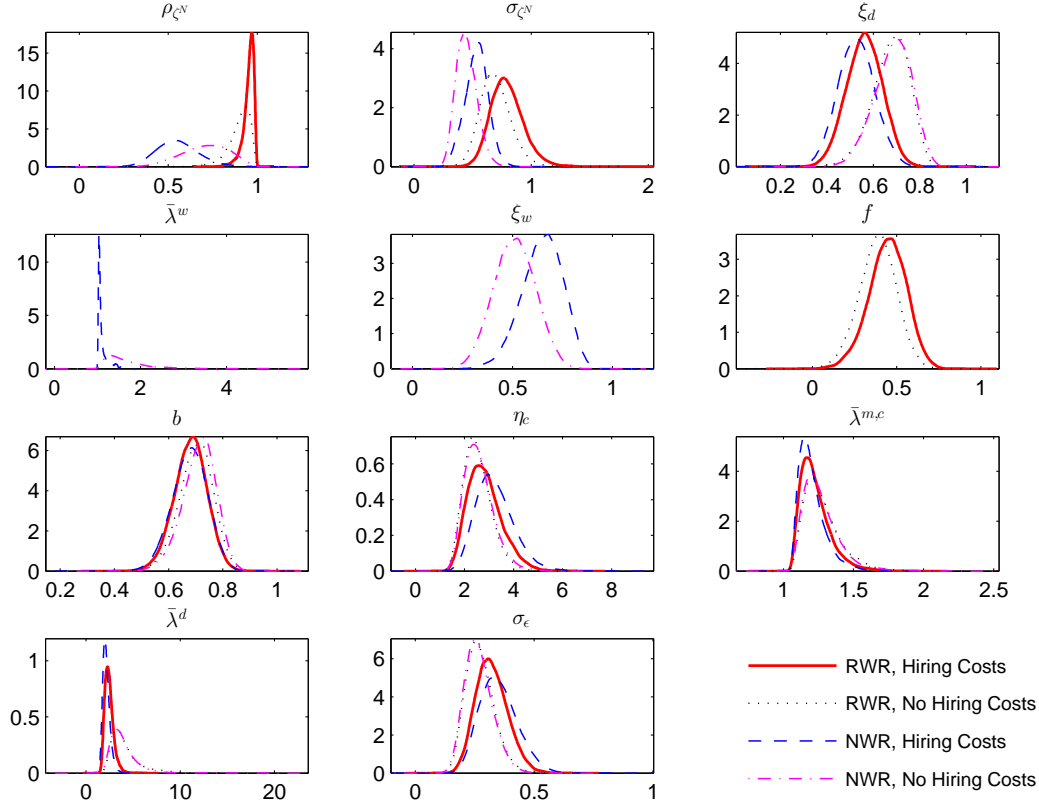 ρ_{ζ^N} σ_{ζ^N} ξ_d
15
10
5
0
0 0.5 1
4
2
0
0 1 2
4
2
0
0.2 0.4 0.6 0.8 1
λ̄^w ξ_w f
10
5
0
0 2 4
3
2
1
0
0 0.5 1
3
2
1
0
0 0.5 1
b η_c λ̄^{m,c}
6
4
2
0
0.2 0.4 0.6 0.8 1
0.6
0.4
0.2
0
0 2 4 6 8
4
2
0
1 1.5 2 2.5
λ̄^d σ_ϵ
1
0.5
0
0 10 20
6
4
2
0
0 0.5 1
RWR, Hiring Costs
RWR, No Hiring Costs
NWR, Hiring Costs
NWR, No Hiring Costs